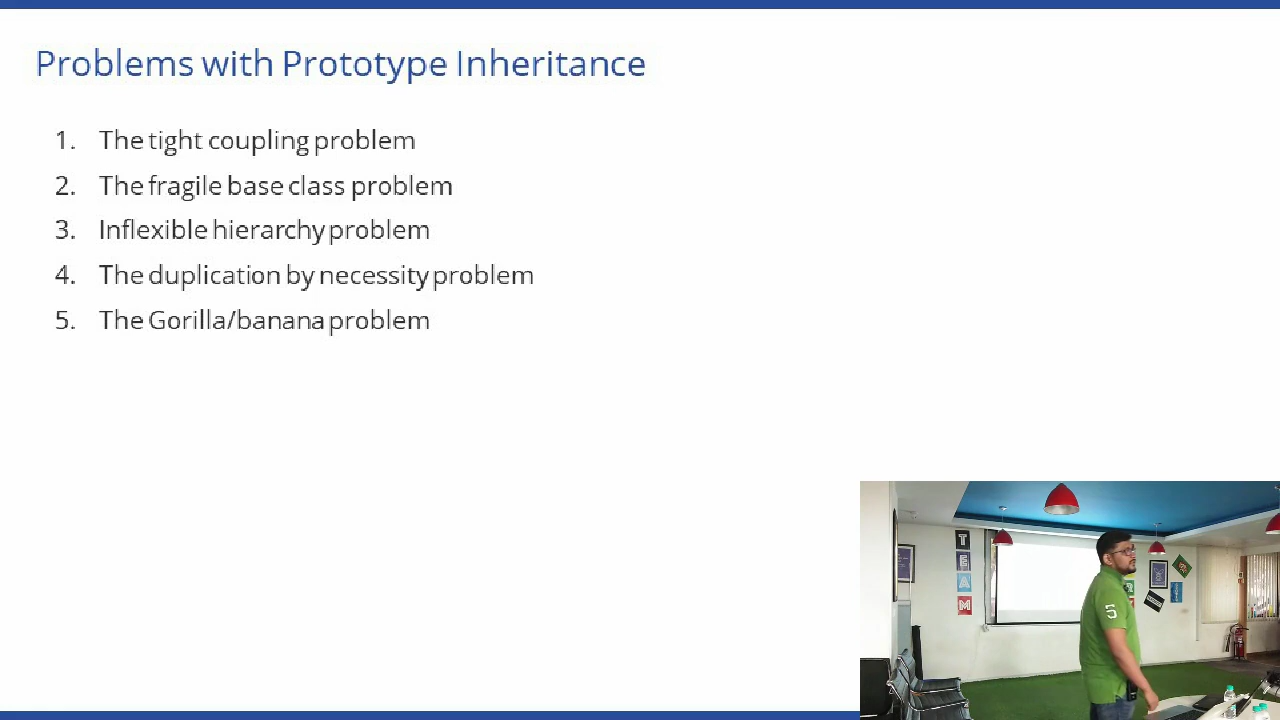 Problems with Prototype Inheritance
1. The tight coupling problem
2. The fragile base class problem
3. Inflexible hierarchy problem
4. The duplication by necessity problem
5. The Gorilla/banana problem
T
E
A
M
5